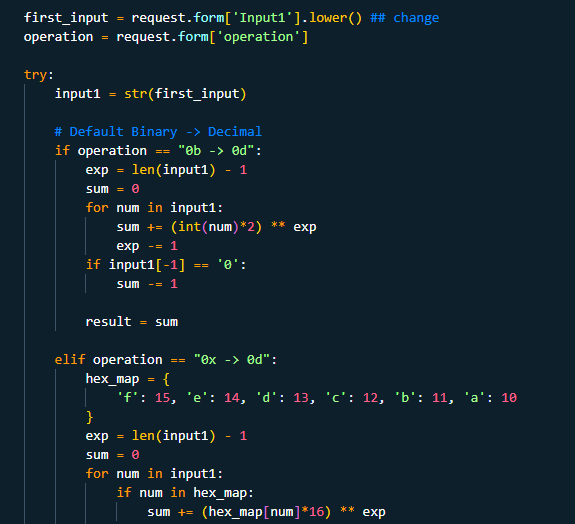 first_input = request.form['Input1'].lower() ## change
operation = request.form['operation']
try:
input1 = str(first_input)
# Default Binary -> Decimal
if operation == "0b -> 0d":
exp = len(input1) - 1
sum = 0
for num in input1:
sum += (int(num)*2) ** exp
exp -= 1
if input1[-1] == '0':
sum -= 1
result = sum
elif operation == "0x -> 0d":
hex_map = {
'f': 15, 'e': 14, 'd': 13, 'c': 12, 'b': 11, 'a': 10
}
exp = len(input1) - 1
sum = 0
for num in input1:
if num in hex_map:
sum += (hex_map[num]*16) ** exp